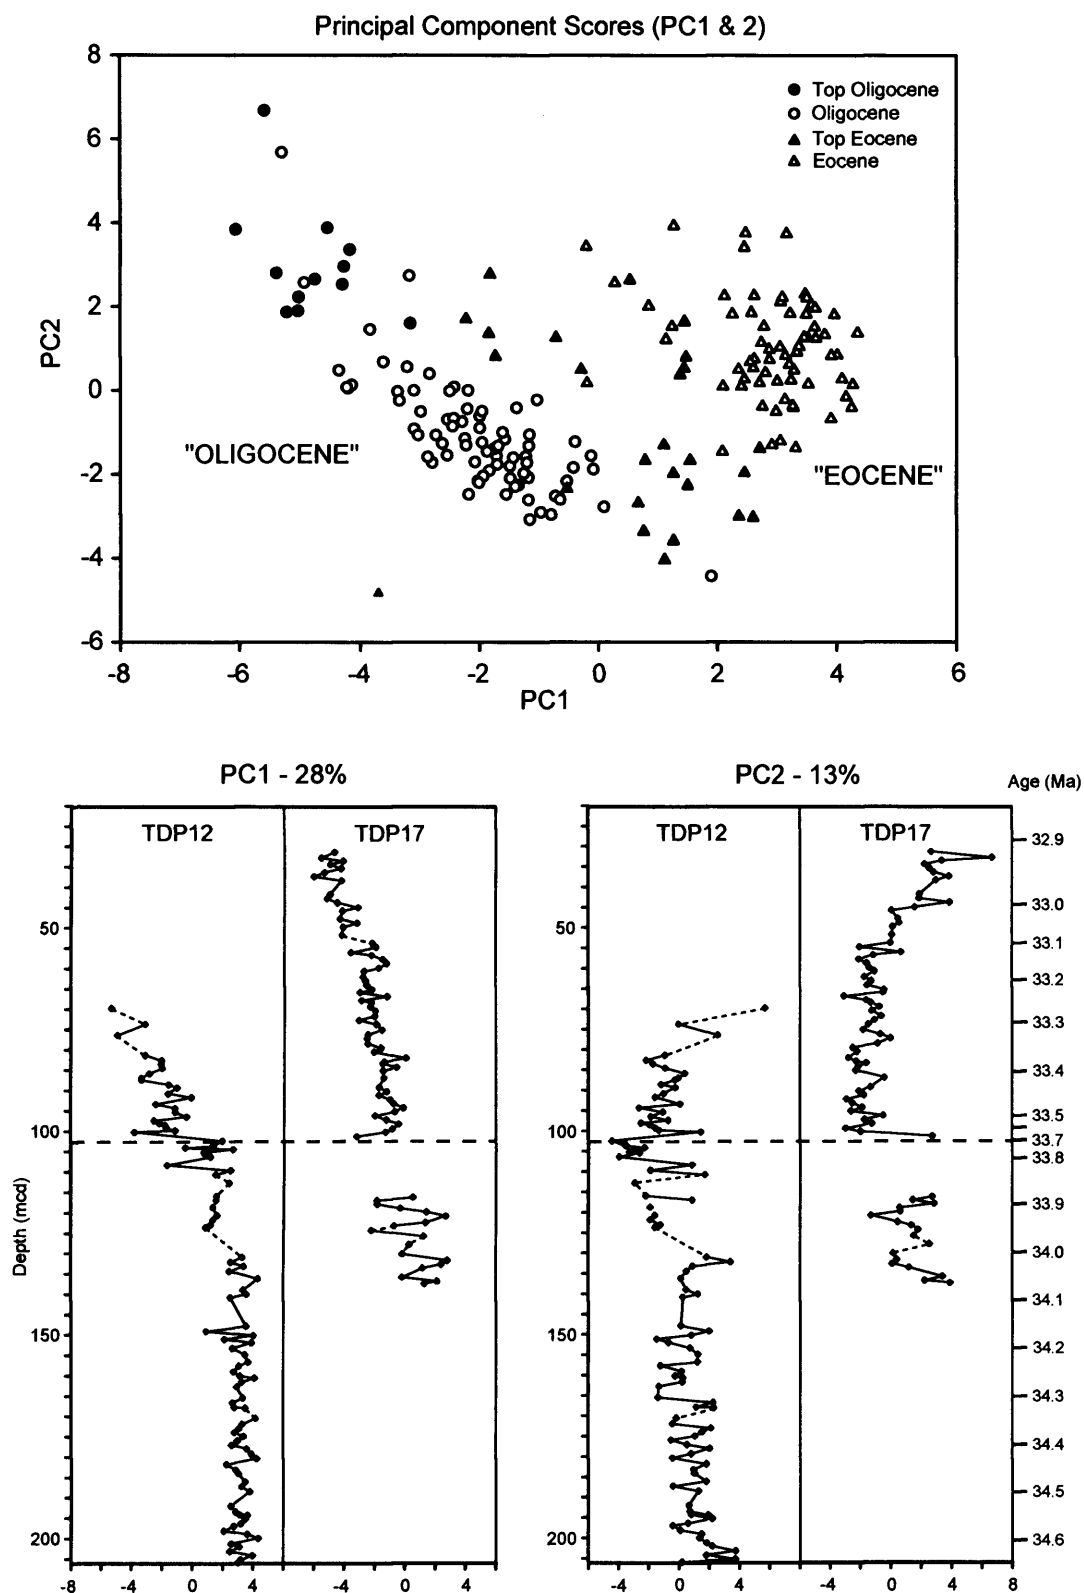 Principal Component Scores (PC1 & 2)
8
6
4
2
0
-2
-4
-6
PC2
Top Oligocene
Oligocene
Top Eocene
Eocene
"OLIGOCENE"
"EOCENE"
-8 -6 -4 -2 0 2 4 6
PC1
PC1 - 28%
PC2 - 13%
Age (Ma)
TDP12 TDP17
TDP12 TDP17
50
100
150
200
Depth (mcd)
50
100
150
200
32.9
33.0
33.1
33.2
33.3
33.4
33.5
33.7
33.8
33.9
34.0
34.1
34.2
34.3
34.4
34.5
34.6
-8 -4 0 4 -4 0 4
-4 0 4 -4 0 4 8